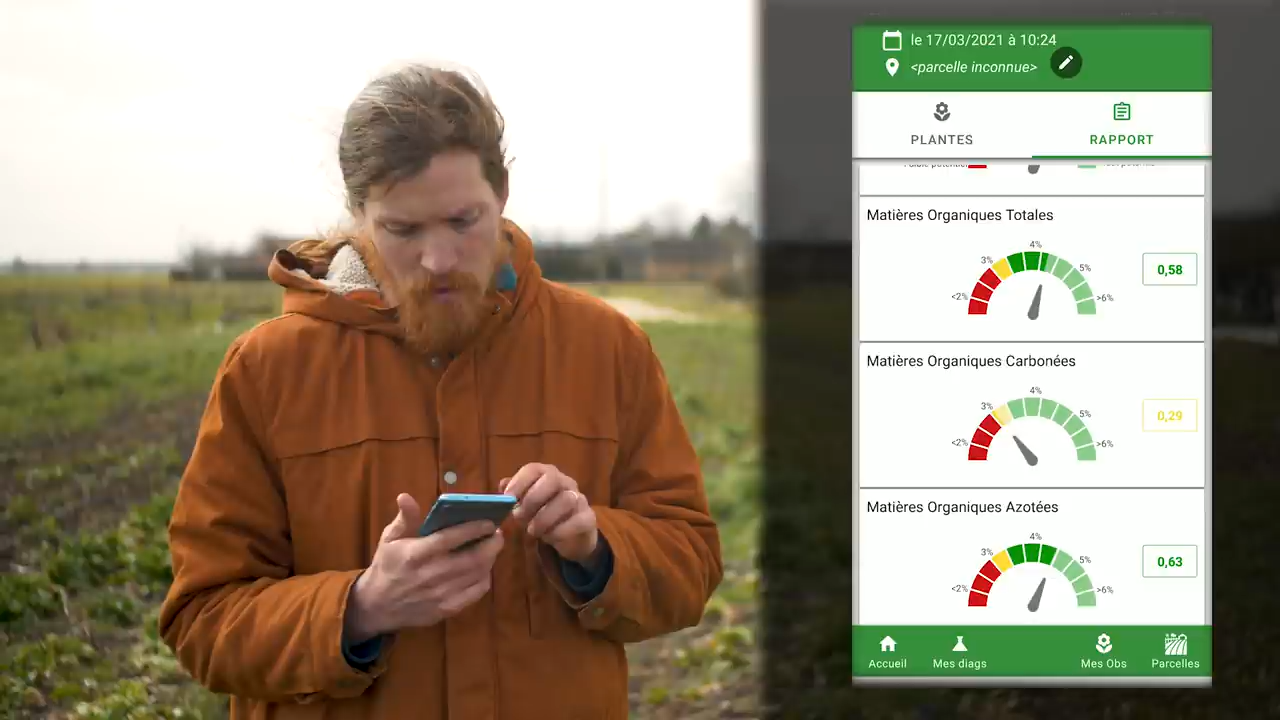 le 17/03/2021 à 10:24
<parcelle inconnue>
PLANTES
RAPPORT
Matières Organiques Totales
<2%
3%
4%
5%
>6%
0,58
Matières Organiques Carbonées
<2%
3%
4%
5%
>6%
0,29
Matières Organiques Azotées
<2%
3%
4%
5%
>6%
0,63
Accueil
Mes diags
Mes Obs
Parcelles